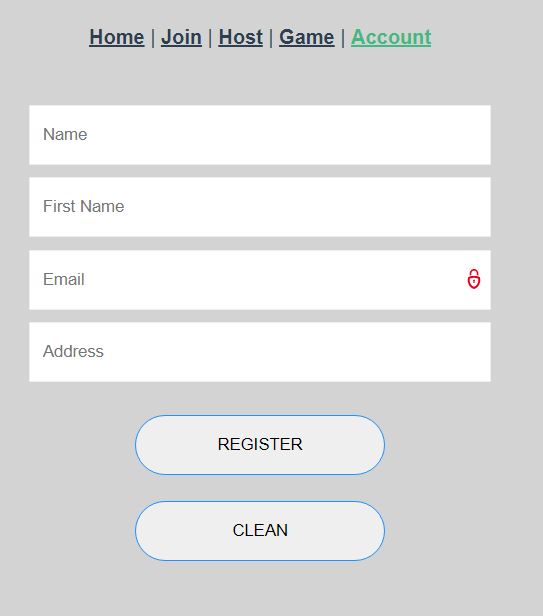 Home | Join | Host | Game | Account
Name
First Name
Email
Address
REGISTER
CLEAN